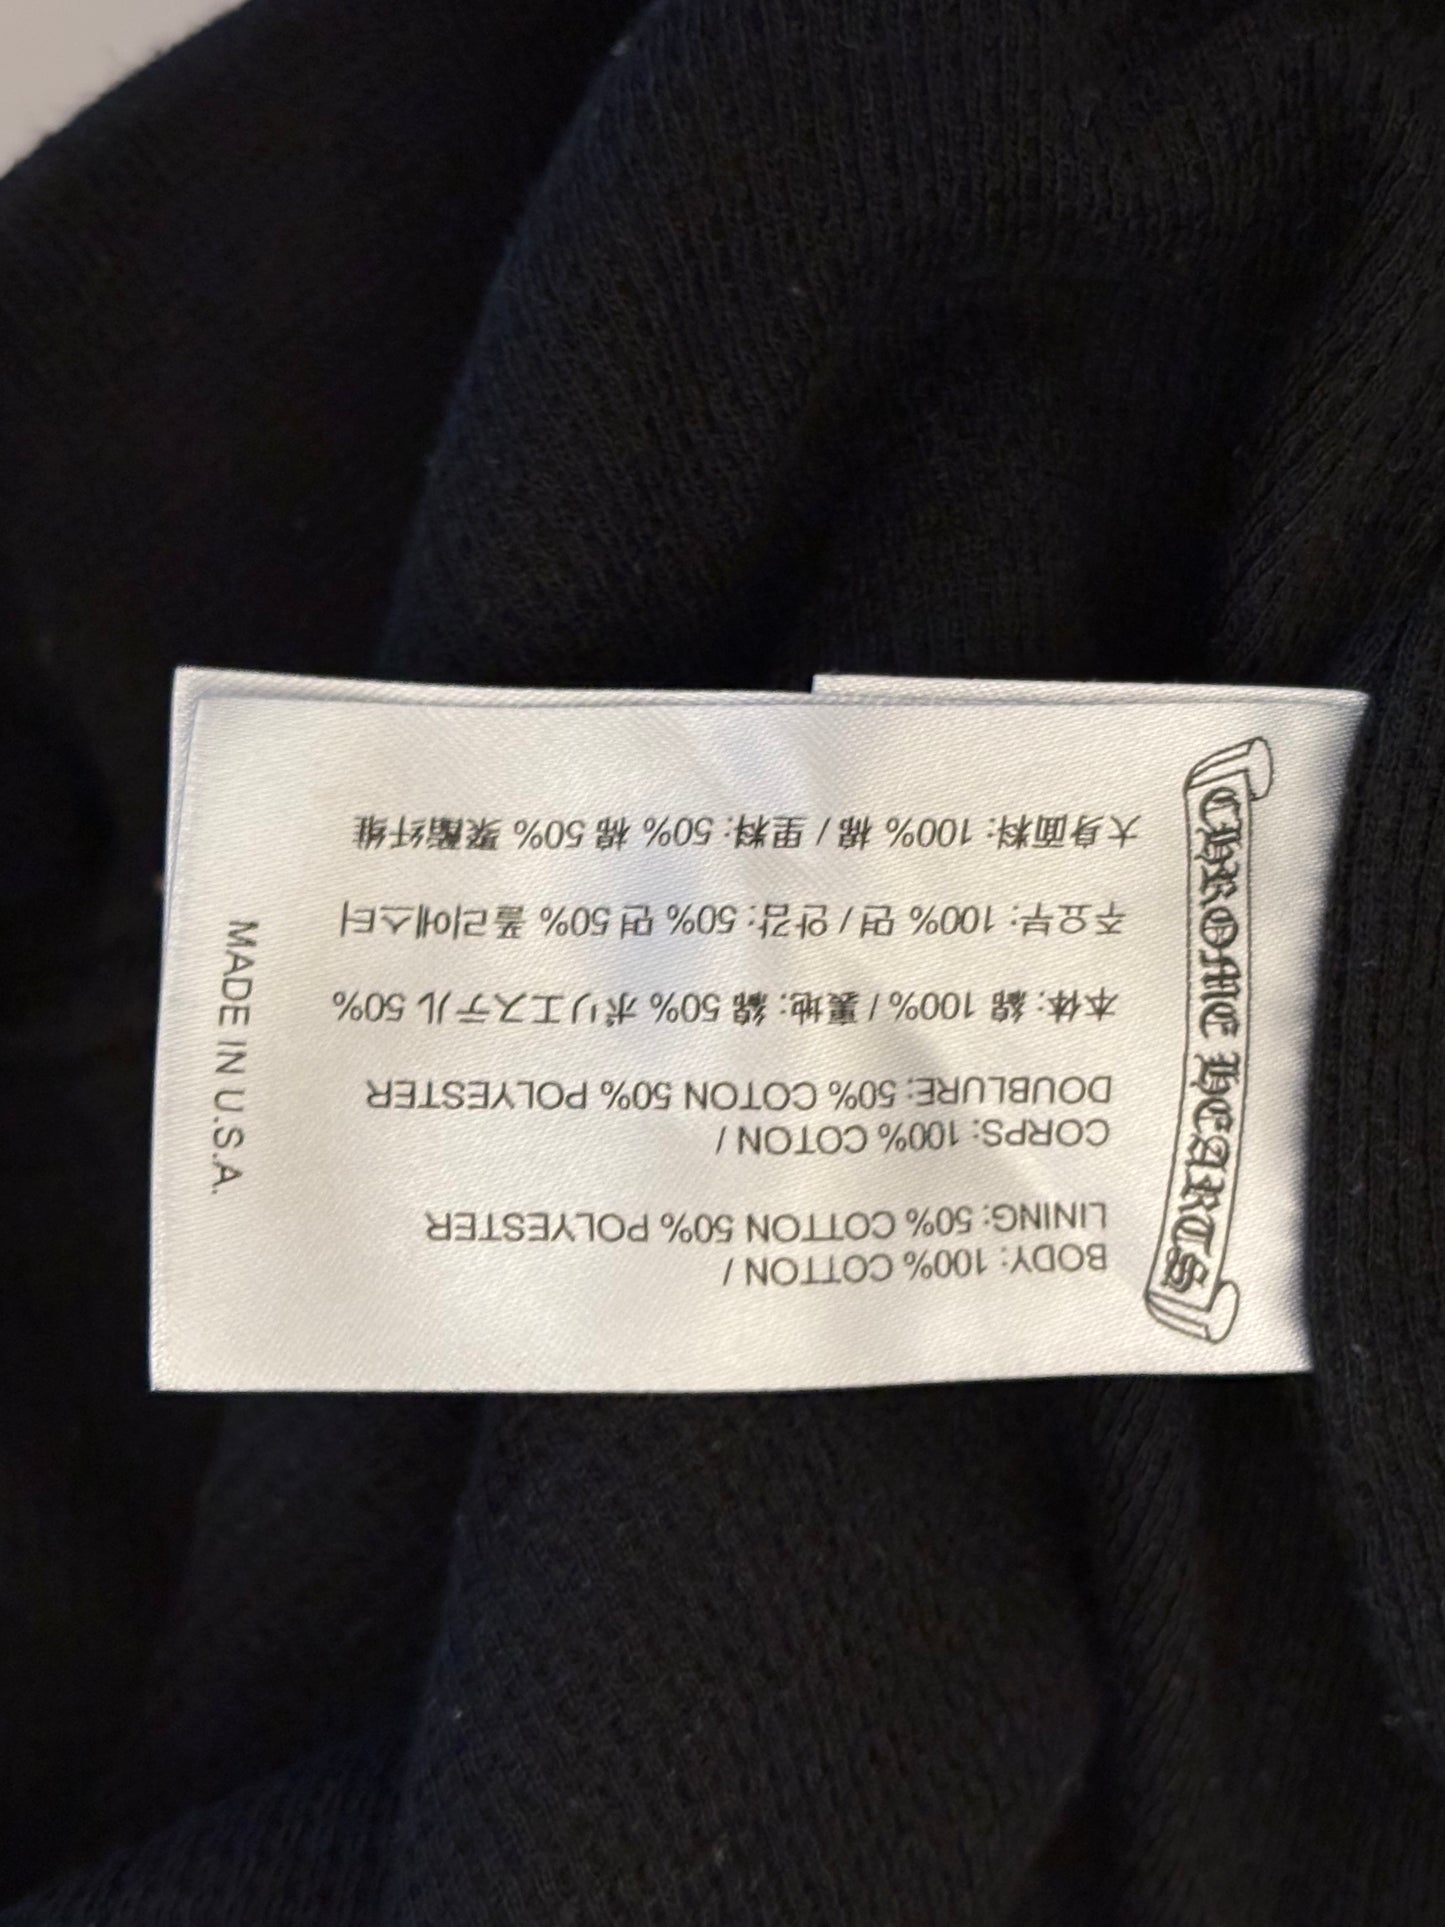 CHROME HEARTS
BODY: 100% COTTON /
LINING: 50% COTTON 50% POLYESTER
CORPS: 100% COTON /
DOUBLURE: 50% COTON 50% POLYESTER
本体: 綿 100% / 裏地: 綿 50% ポリエステル 50%
주요부: 100% 면 / 안감: 50% 면 50% 폴리에스터
大身面料: 100% 棉 / 里料: 50% 棉 50% 聚酯纤维
MADE IN U.S.A.